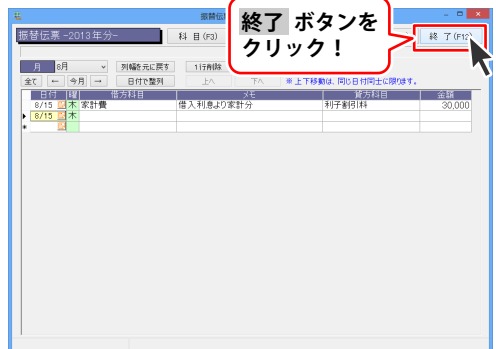 振替伝
振替伝票 -2013年分-
科 目 (F3)
終 了 (F12)
終了 ボタンを
クリック！
月 8月
列幅を元に戻す
1行削除
全て ← 今月 → 日付で整列 上へ 下へ ※ 上下移動は、同じ日付同士に限ります。
日付 曜 借方科目 メモ 貸方科目 金額
8/15 木 家計費 借入利息より家計分 利子割引料 30,000
8/15 木